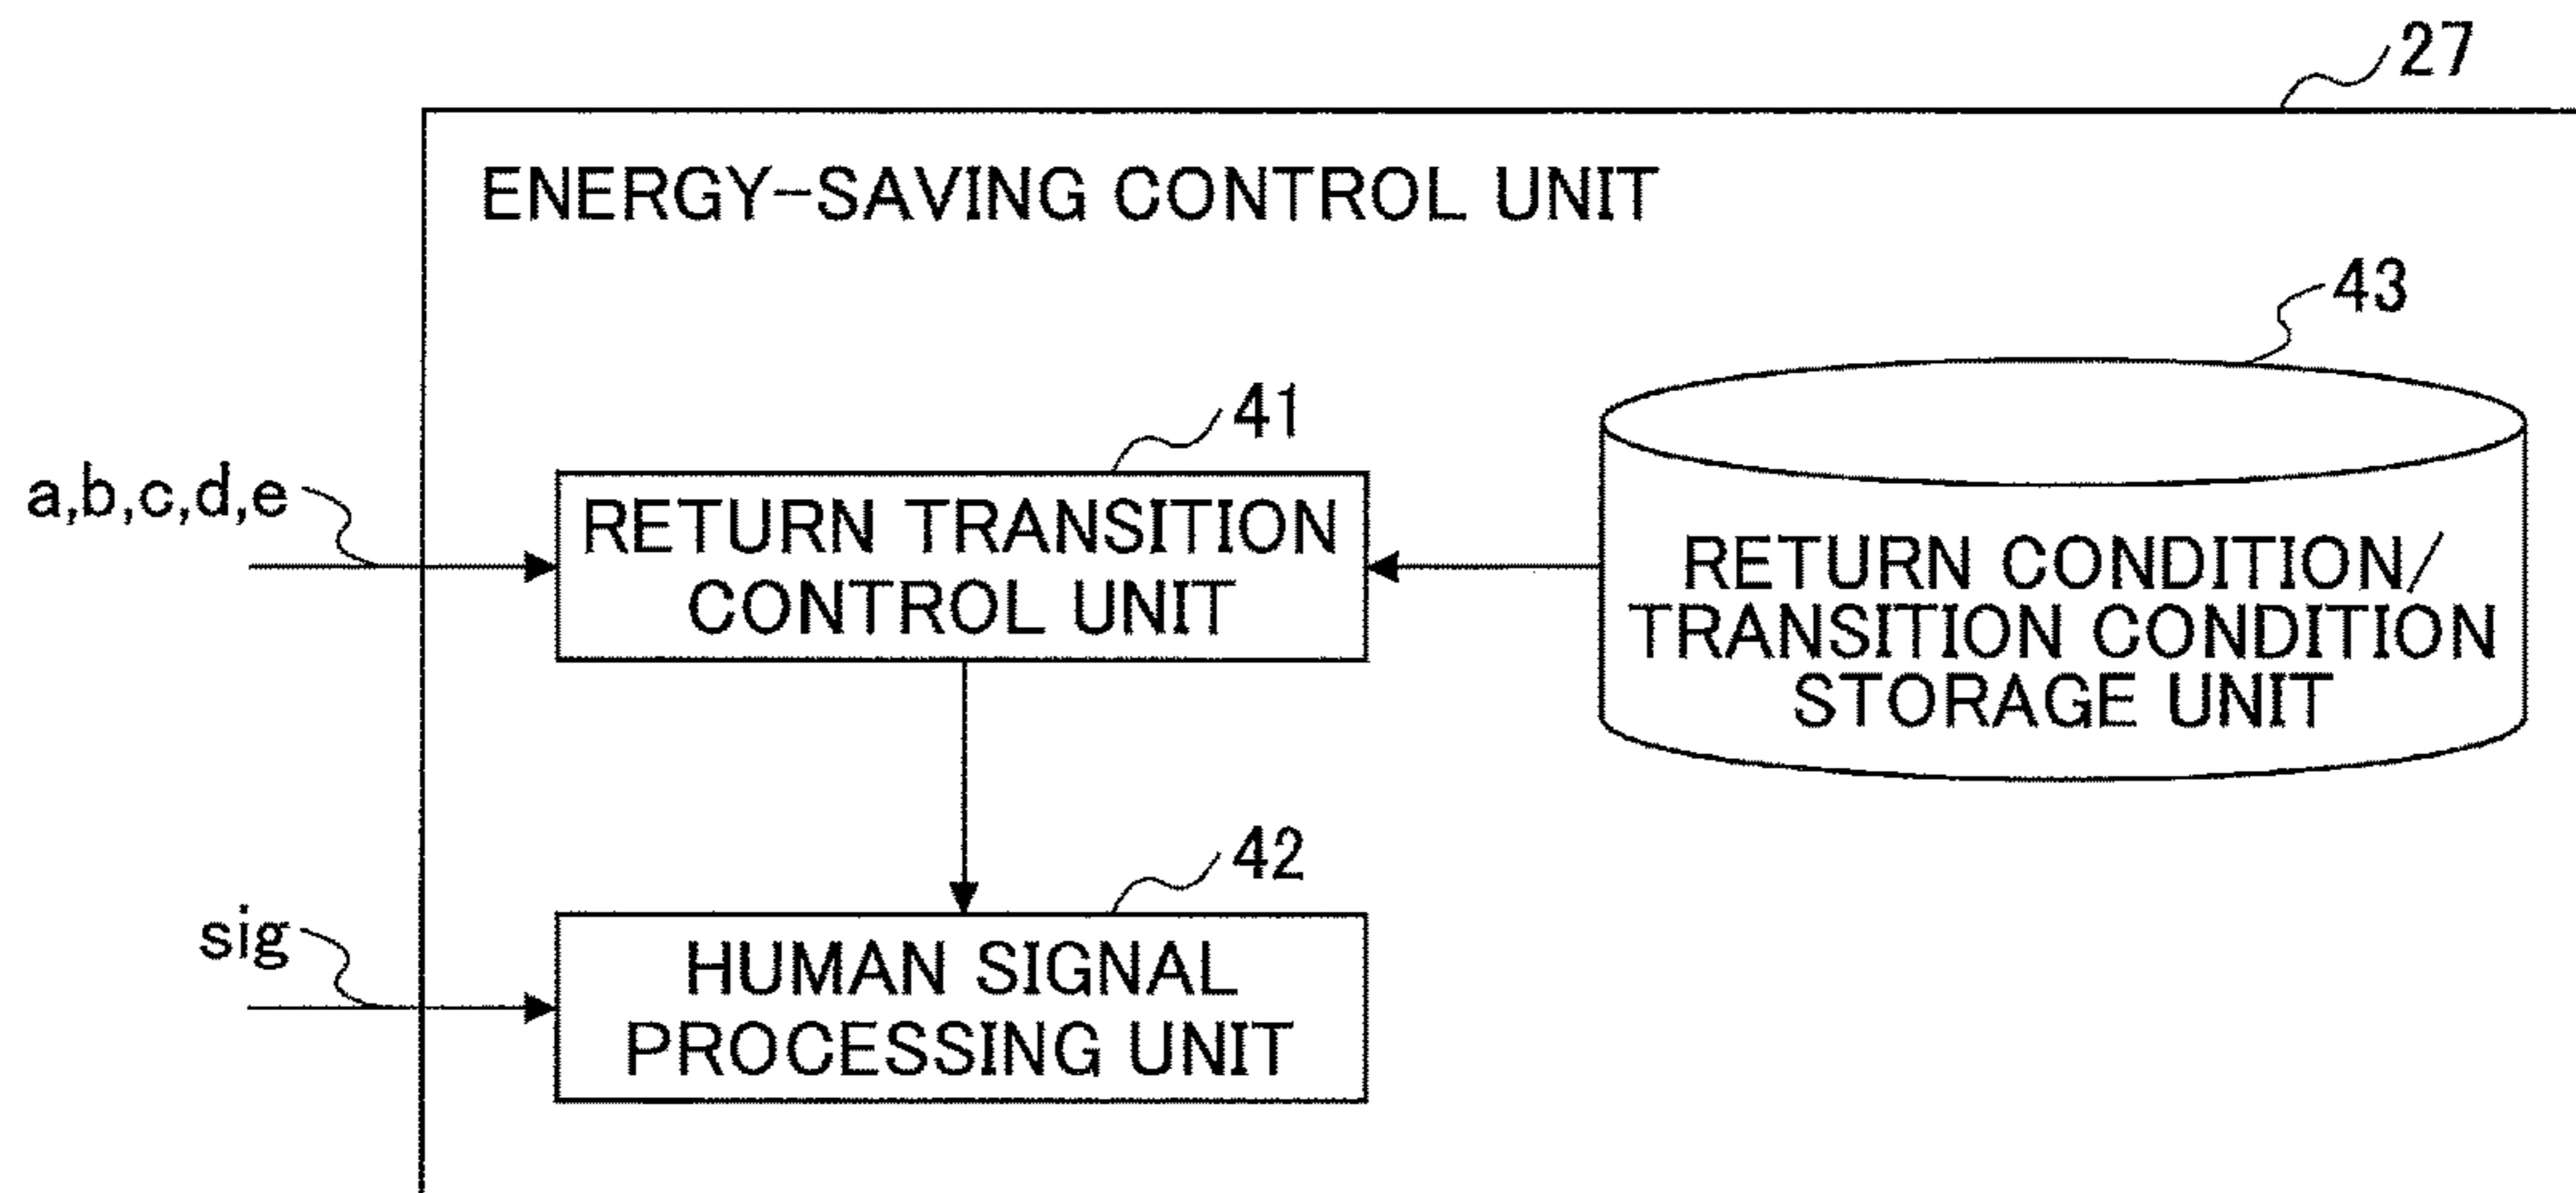 27
ENERGY-SAVING CONTROL UNIT
43
41
a,b,c,d,e
RETURN TRANSITION
CONTROL UNIT
RETURN CONDITION/
TRANSITION CONDITION
STORAGE UNIT
42
sig
HUMAN SIGNAL
PROCESSING UNIT